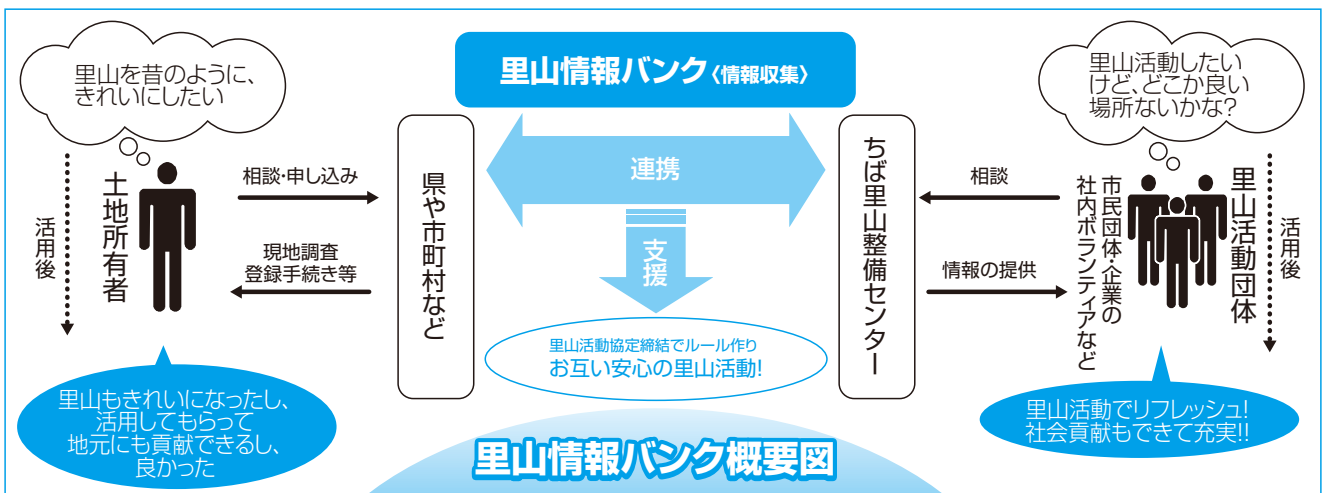 里山情報バンク〈情報収集〉
里山を昔のように、
きれいにしたい
土地所有者
活用後
相談・申し込み
現地調査
登録手続き等
県や市町村など
連携
支援
里山活動協定締結でルール作り
お互い安心の里山活動!
ちば里山整備センター
相談
情報の提供
里山活動したい
けど、どこか良い
場所ないかな?
里山活動団体
市民団体・企業の
社内ボランティアなど
活用後
里山もきれいになったし、
活用してもらって
地元にも貢献できるし、
良かった
里山活動でリフレッシュ!
社会貢献もできて充実!!
里山情報バンク概要図